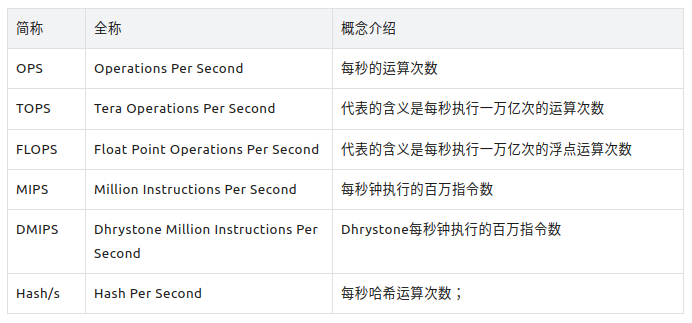 简称 全称 概念介绍
OPS Operations Per Second 每秒的运算次数
TOPS Tera Operations Per Second 代表的含义是每秒执行一万亿次的运算次数
FLOPS Float Point Operations Per Second 代表的含义是每秒执行一万亿次的浮点运算次数
MIPS Million Instructions Per Second 每秒钟执行的百万指令数
DMIPS Dhrystone Million Instructions Per Dhrystone每秒钟执行的百万指令数
Second
Hash/s Hash Per Second 每秒哈希运算次数；